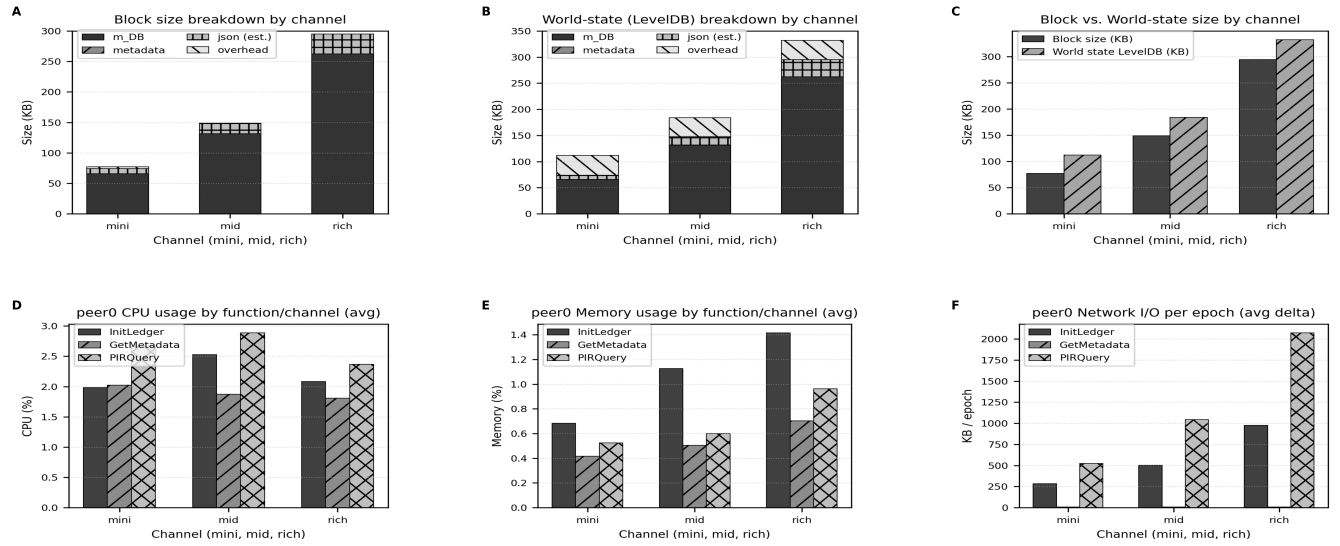 A
Block size breakdown by channel
m_DB
metadata
json (est.)
overhead
300
250
200
150
100
50
0
Size (KB)
mini
mid
rich
Channel (mini, mid, rich)
B
World-state (LevelDB) breakdown by channel
m_DB
metadata
json (est.)
overhead
350
300
250
200
150
100
50
0
Size (KB)
mini
mid
rich
Channel (mini, mid, rich)
C
Block vs. World-state size by channel
Block size (KB)
World state LevelDB (KB)
300
250
200
150
100
50
0
Size (KB)
mini
mid
rich
Channel (mini, mid, rich)
D
peer0 CPU usage by function/channel (avg)
InitLedger
GetMetadata
PIRQuery
3.0
2.5
2.0
1.5
1.0
0.5
0.0
CPU (%)
mini
mid
rich
Channel (mini, mid, rich)
E
peer0 Memory usage by function/channel (avg)
InitLedger
GetMetadata
PIRQuery
1.4
1.2
1.0
0.8
0.6
0.4
0.2
0.0
Memory (%)
mini
mid
rich
Channel (mini, mid, rich)
F
peer0 Network I/O per epoch (avg delta)
InitLedger
GetMetadata
PIRQuery
2000
1750
1500
1250
1000
750
500
250
0
KB / epoch
mini
mid
rich
Channel (mini, mid, rich)